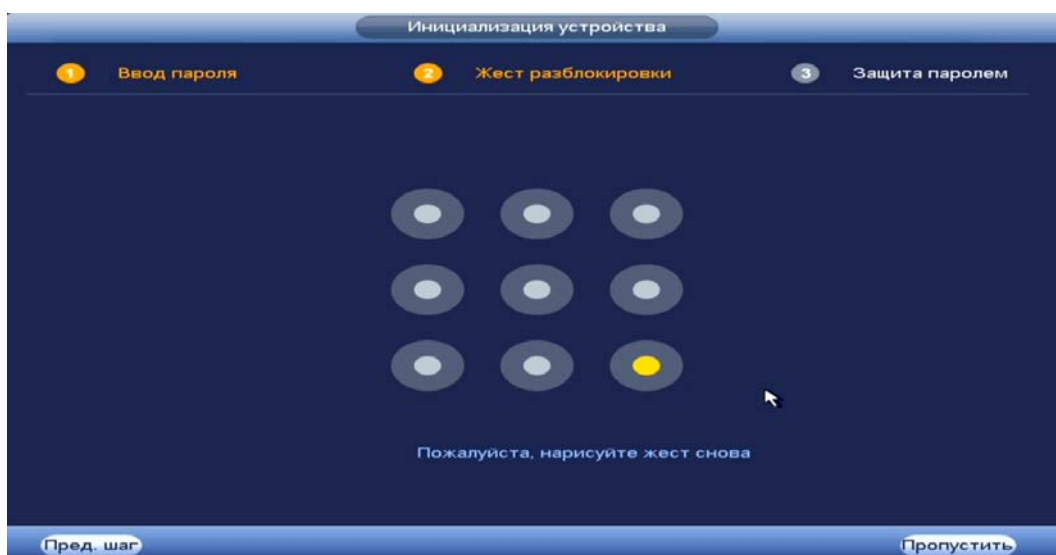 Инициализация устройства
1 Ввод пароля 2 Жест разблокировки 3 Защита паролем
Пожалуйста, нарисуйте жест снова
Пред. шаг Пропустить